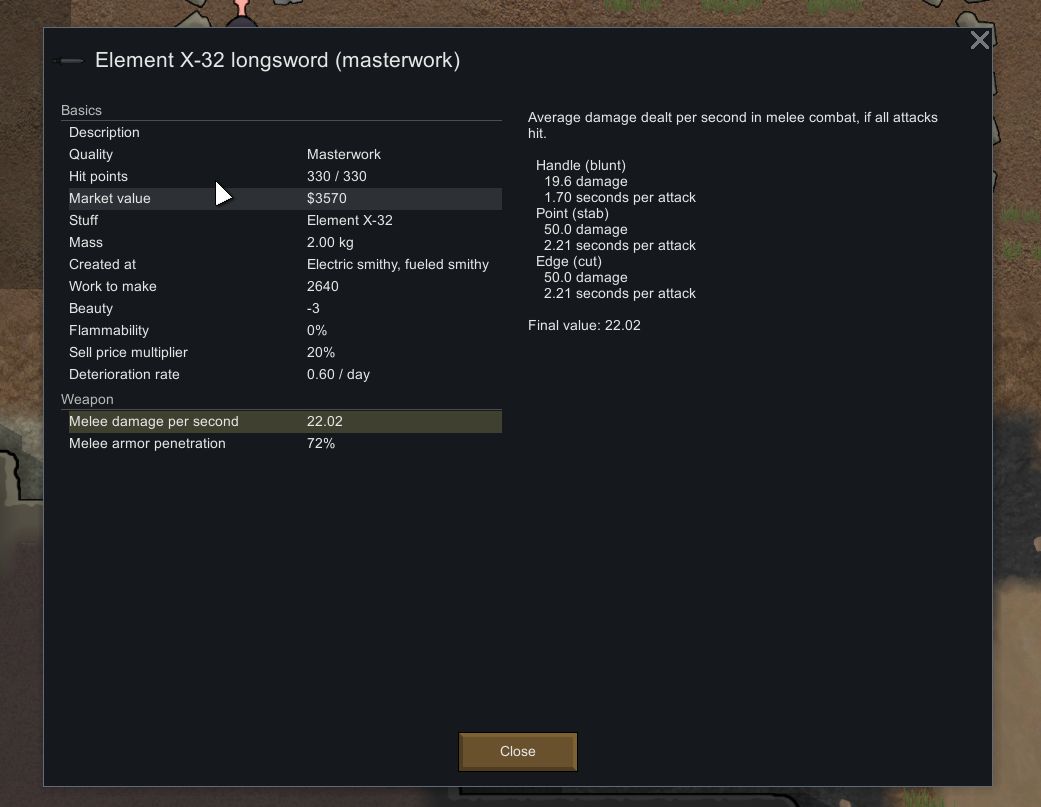 Element X-32 longsword (masterwork)
Basics
Description
Quality Masterwork
Hit points 330 / 330
Market value $3570
Stuff Element X-32
Mass 2.00 kg
Created at Electric smithy, fueled smithy
Work to make 2640
Beauty -3
Flammability 0%
Sell price multiplier 20%
Deterioration rate 0.60 / day
Weapon
Melee damage per second 22.02
Melee armor penetration 72%
Average damage dealt per second in melee combat, if all attacks
hit.
Handle (blunt)
19.6 damage
1.70 seconds per attack
Point (stab)
50.0 damage
2.21 seconds per attack
Edge (cut)
50.0 damage
2.21 seconds per attack
Final value: 22.02
Close